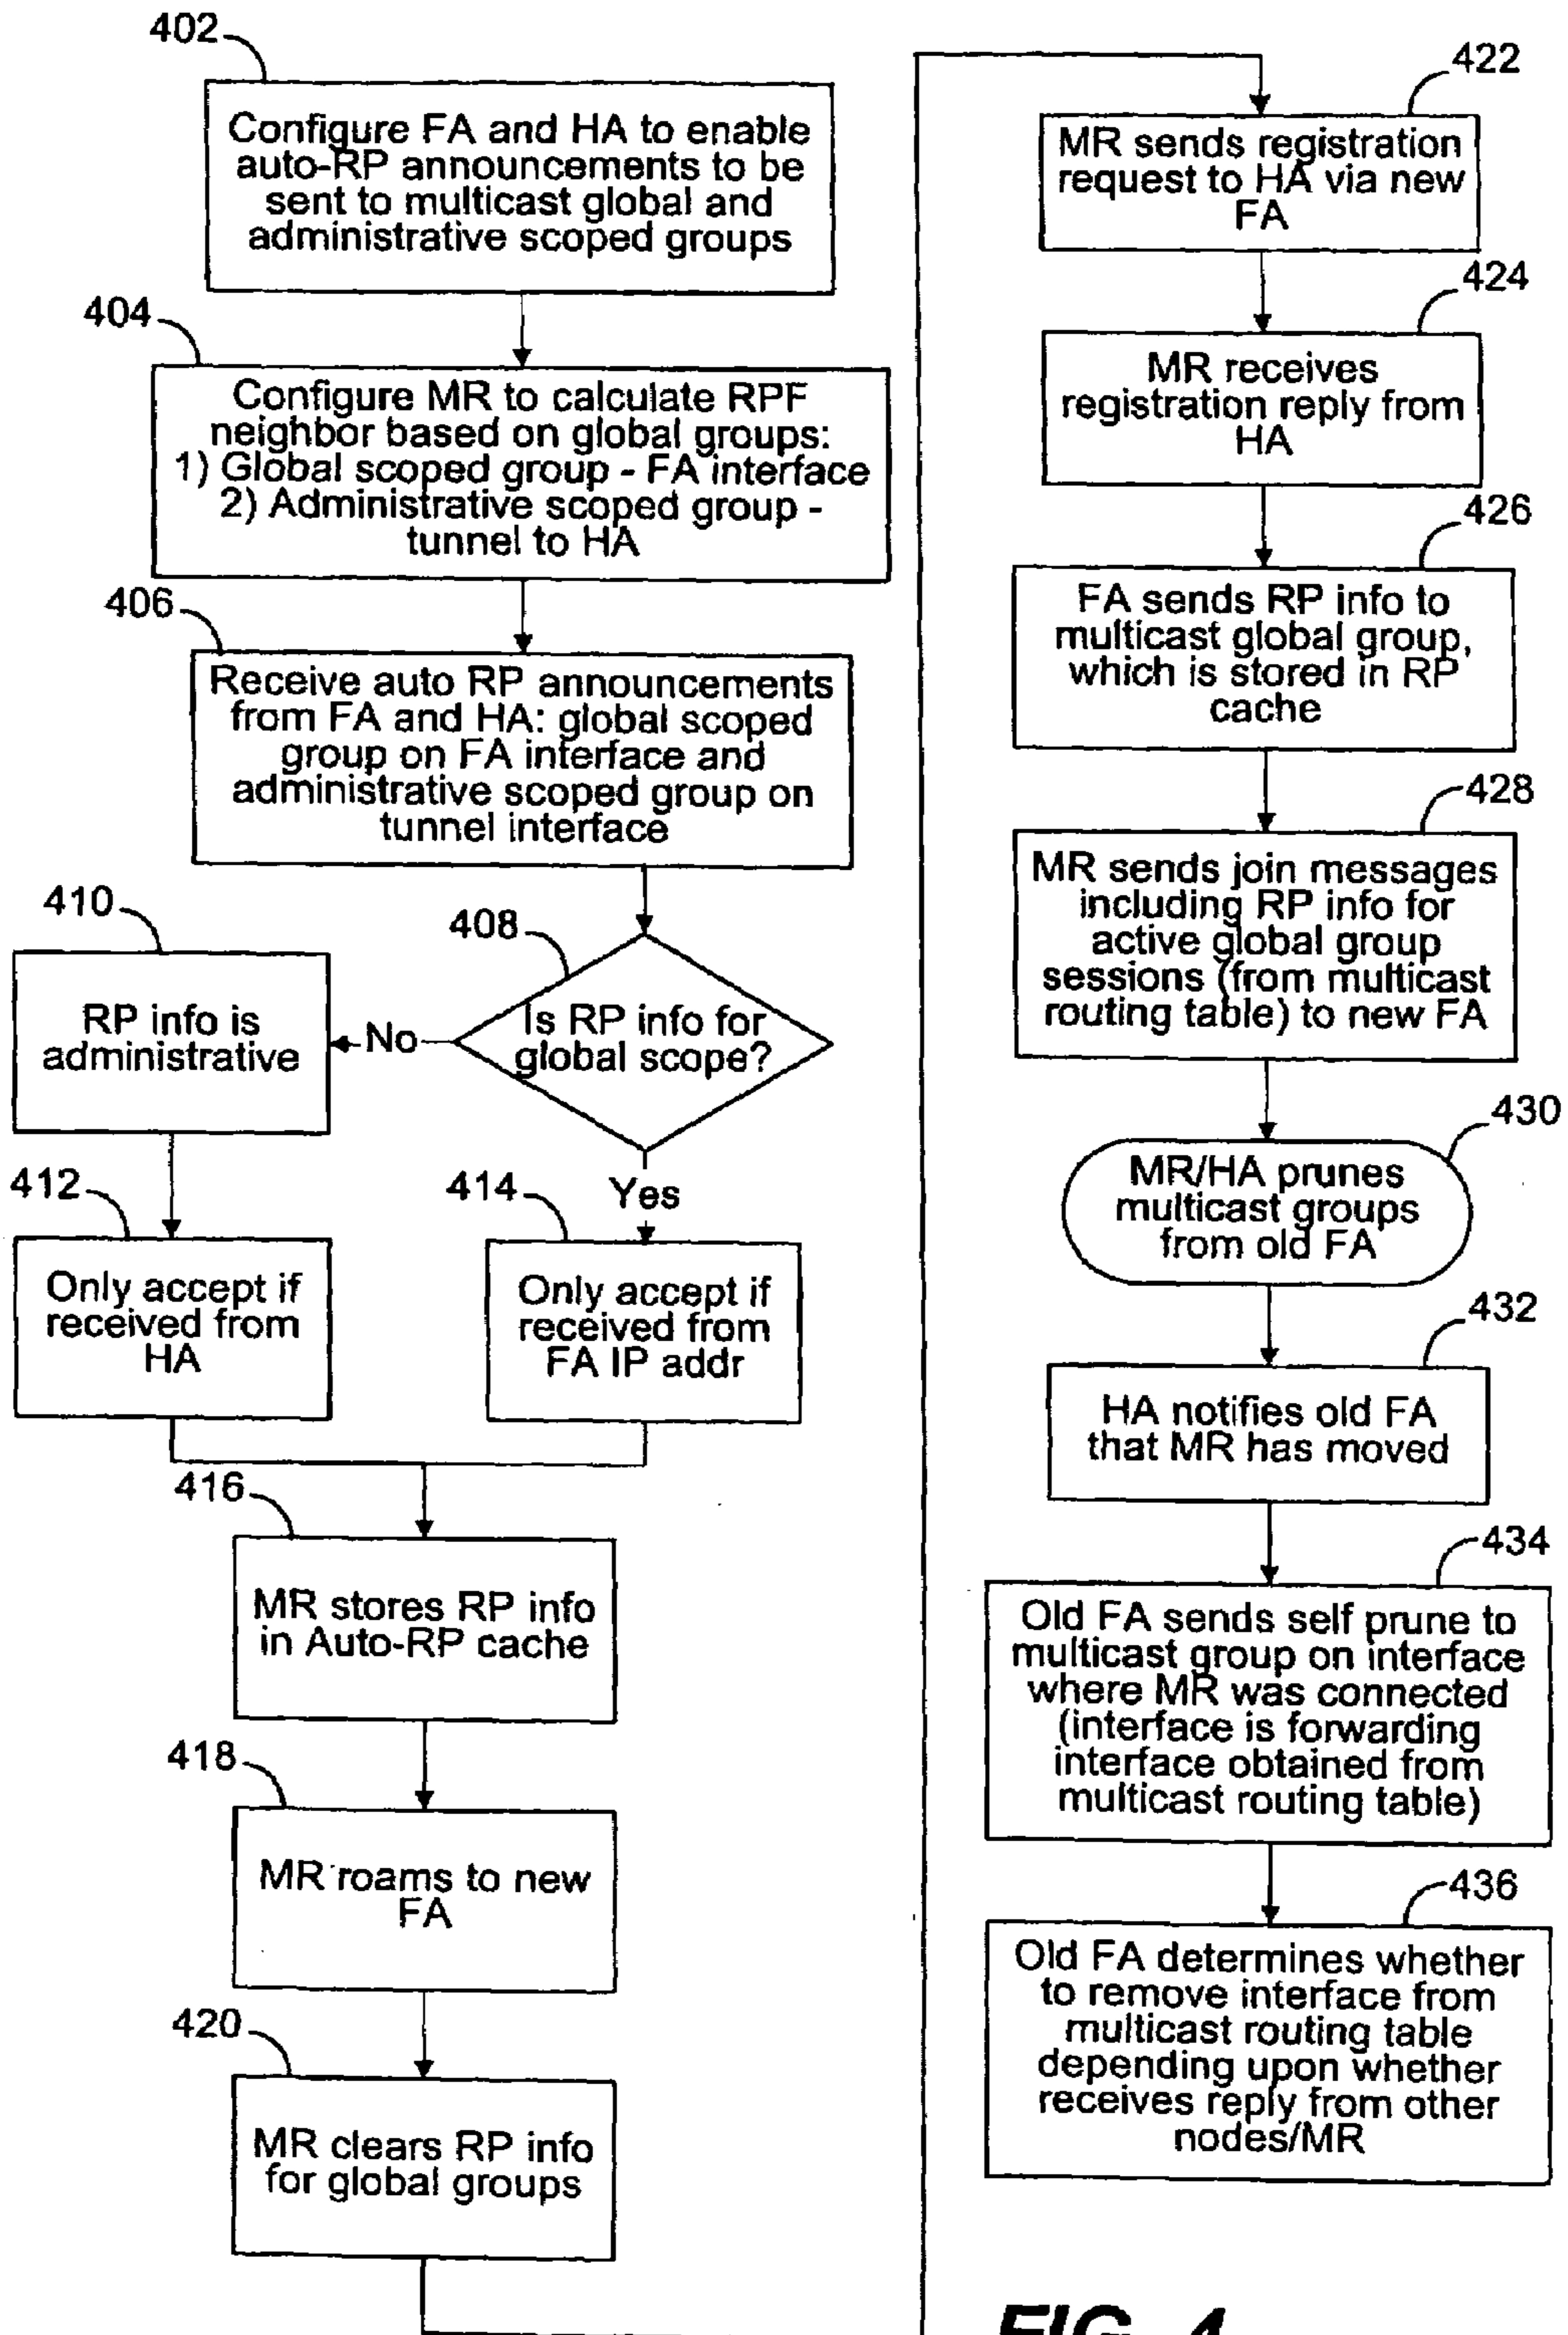 402
Configure FA and HA to enable
auto-RP announcements to be
sent to multicast global and
administrative scoped groups
404
Configure MR to calculate RPF
neighbor based on global groups:
1) Global scoped group - FA interface
2) Administrative scoped group -
tunnel to HA
406
Receive auto RP announcements
from FA and HA: global scoped
group on FA interface and
administrative scoped group on
tunnel interface
408
Is RP info for
global scope?
No
410
RP info is
administrative
412
Only accept if
received from
HA
Yes
414
Only accept if
received from
FA IP addr
416
MR stores RP info
in Auto-RP cache
418
MR roams to new
FA
420
MR clears RP info
for global groups
422
MR sends registration
request to HA via new
FA
424
MR receives
registration reply from
HA
426
FA sends RP info to
multicast global group,
which is stored in RP
cache
428
MR sends join messages
including RP info for
active global group
sessions (from multicast
routing table) to new FA
430
MR/HA prunes
multicast groups
from old FA
432
HA notifies old FA
that MR has moved
434
Old FA sends self prune to
multicast group on interface
where MR was connected
(interface is forwarding
interface obtained from
multicast routing table)
436
Old FA determines whether
to remove interface from
multicast routing table
depending upon whether
receives reply from other
nodes/MR
FIG. 4